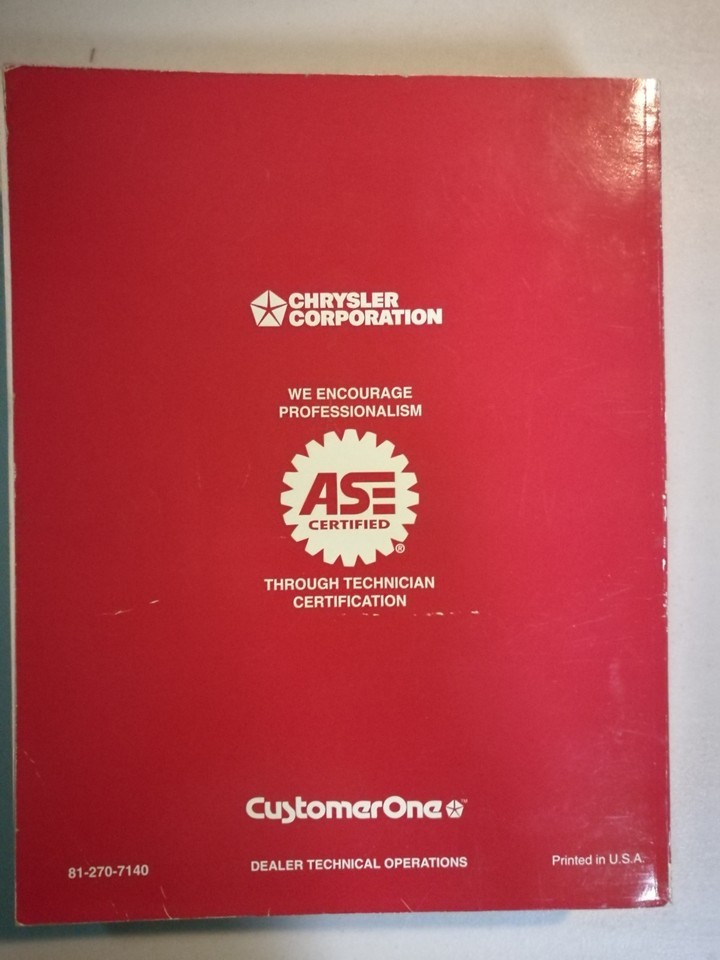 CHRYSLER
CORPORATION
WE ENCOURAGE
PROFESSIONALISM
ASE
CERTIFIED
®
THROUGH TECHNICIAN
CERTIFICATION
CustomerOne ™
81-270-7140
DEALER TECHNICAL OPERATIONS
Printed in U.S.A.